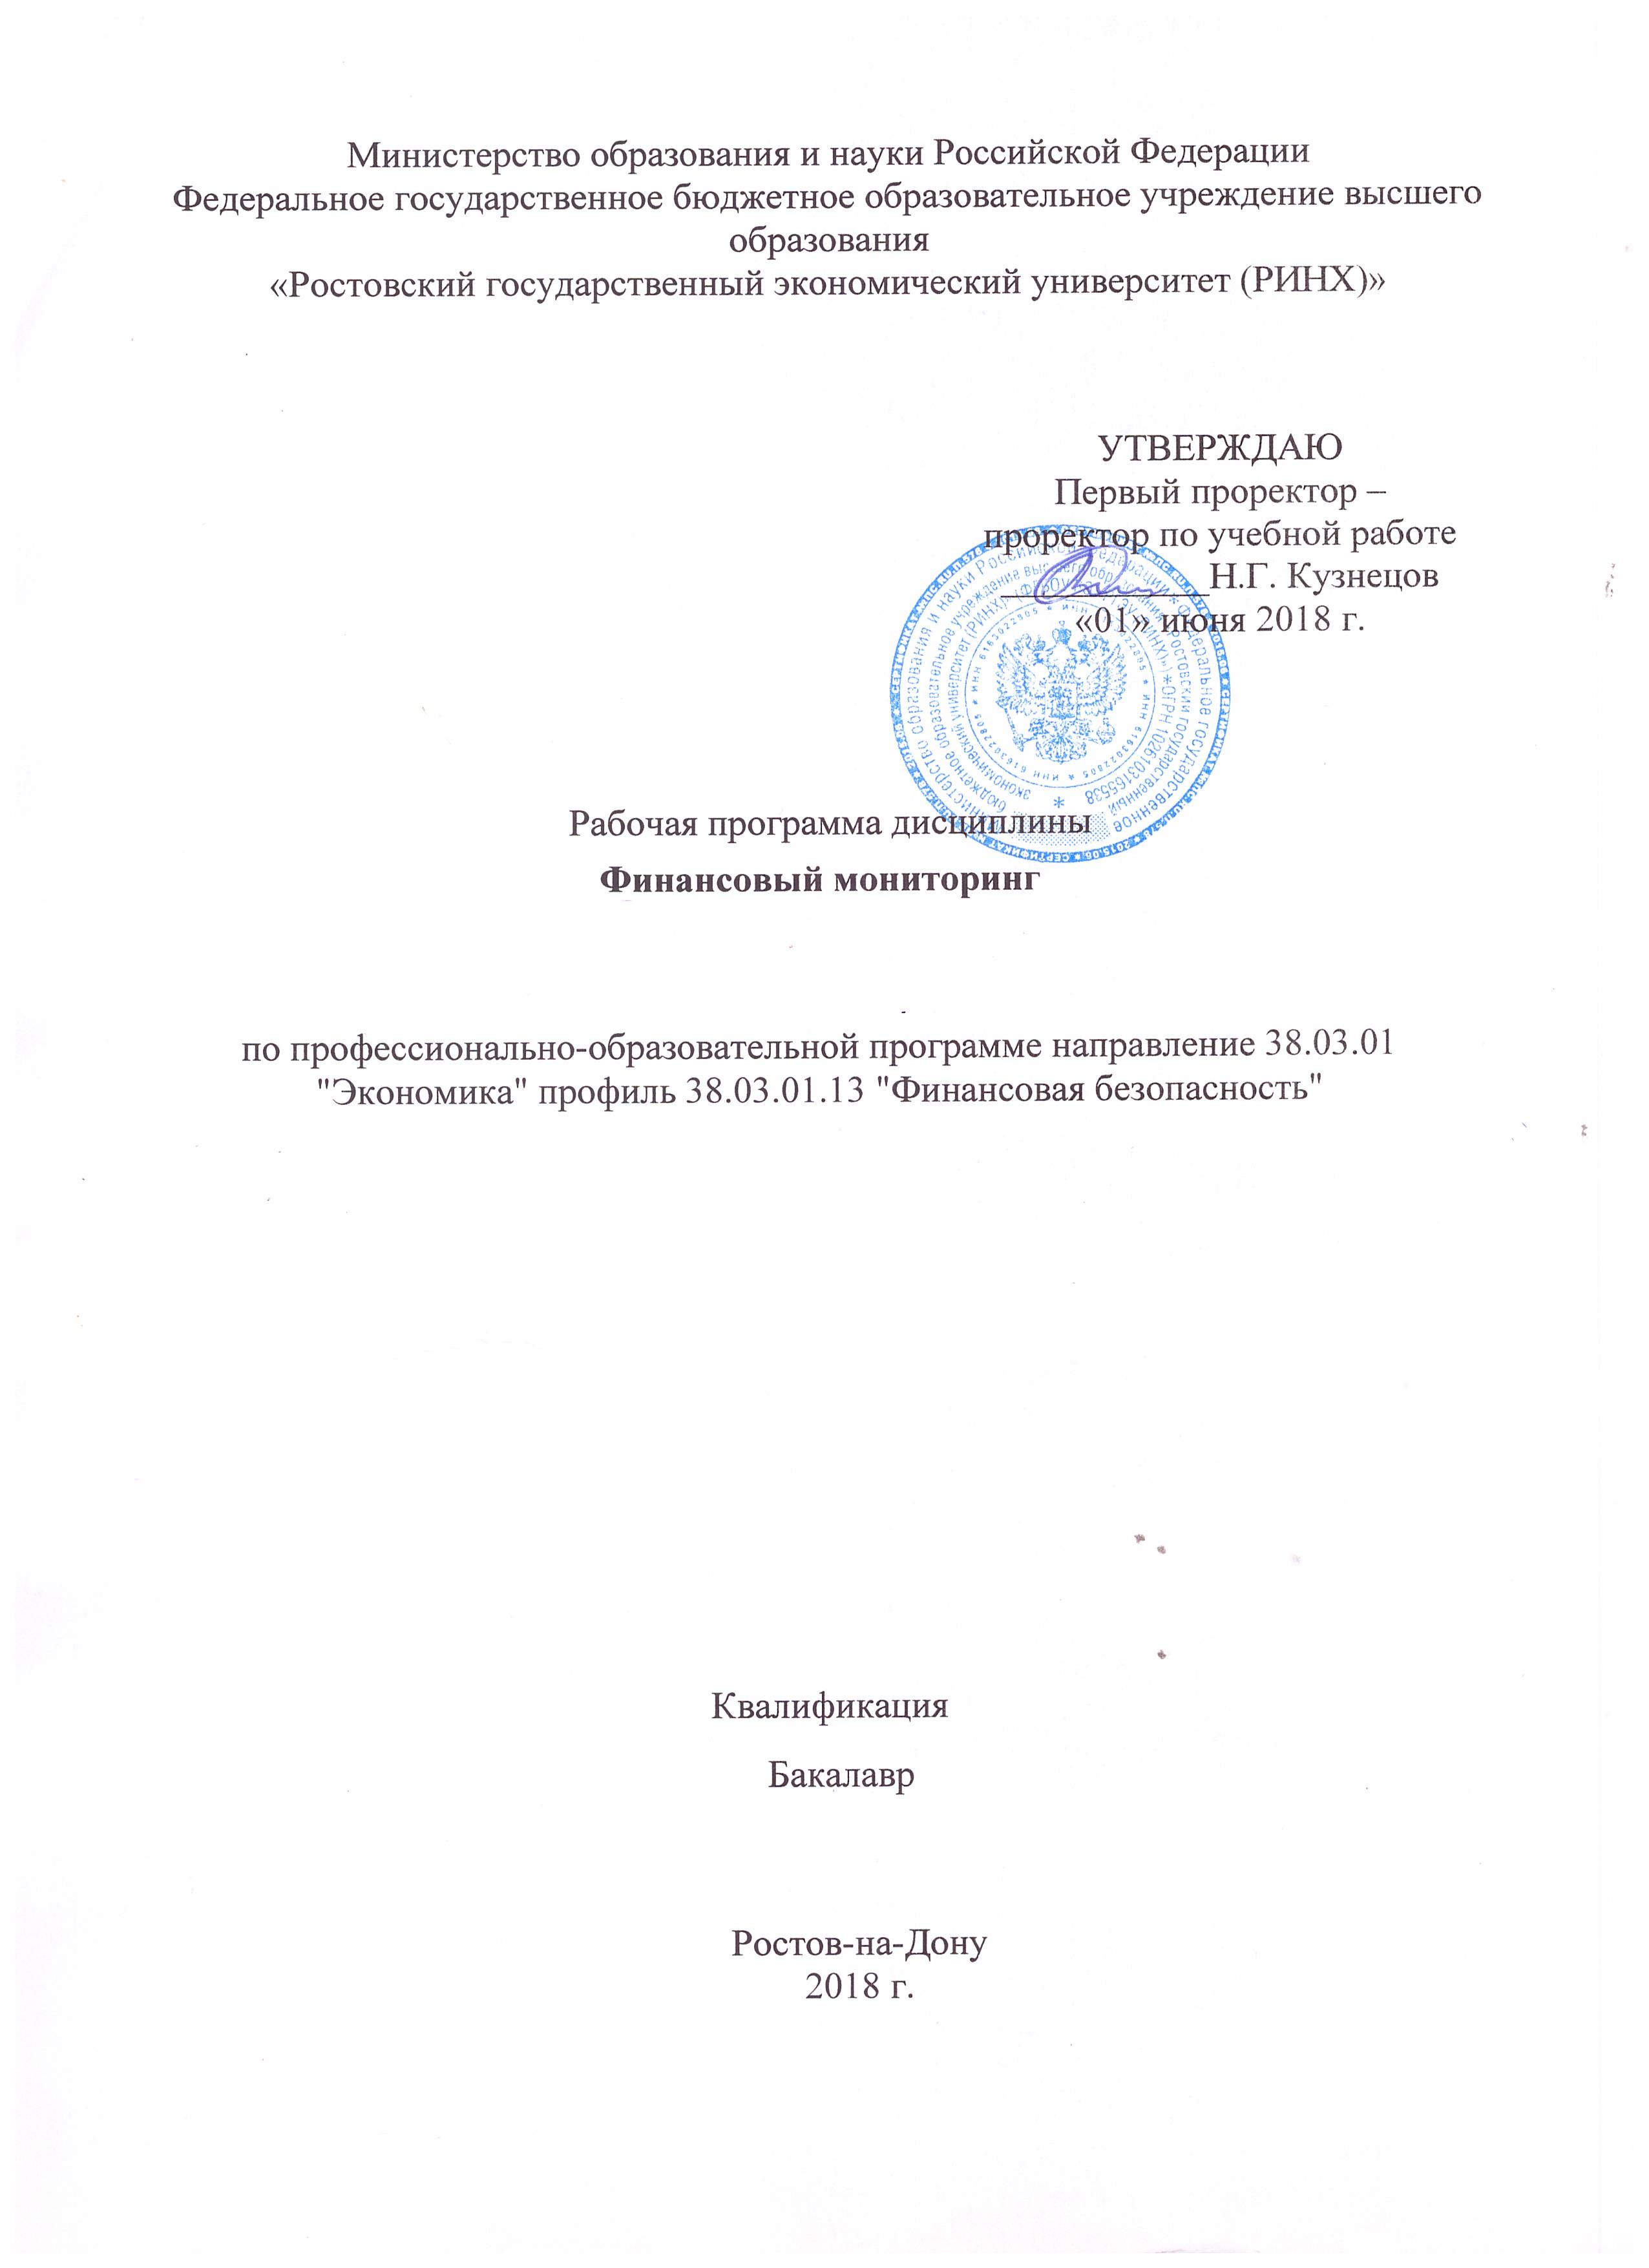 Министерство образования и науки Российской Федерации
Федеральное государственное бюджетное образовательное учреждение высшего
образования
«Ростовский государственный экономический университет (РИНХ)»
УТВЕРЖДАЮ
Первый проректор –
проректор по учебной работе
Н.Г. Кузнецов
«01» июня 2018 г.
Рабочая программа дисциплины
Финансовый мониторинг
по профессионально-образовательной программе направление 38.03.01
"Экономика" профиль 38.03.01.13 "Финансовая безопасность"
Квалификация
Бакалавр
Ростов-на-Дону
2018 г.